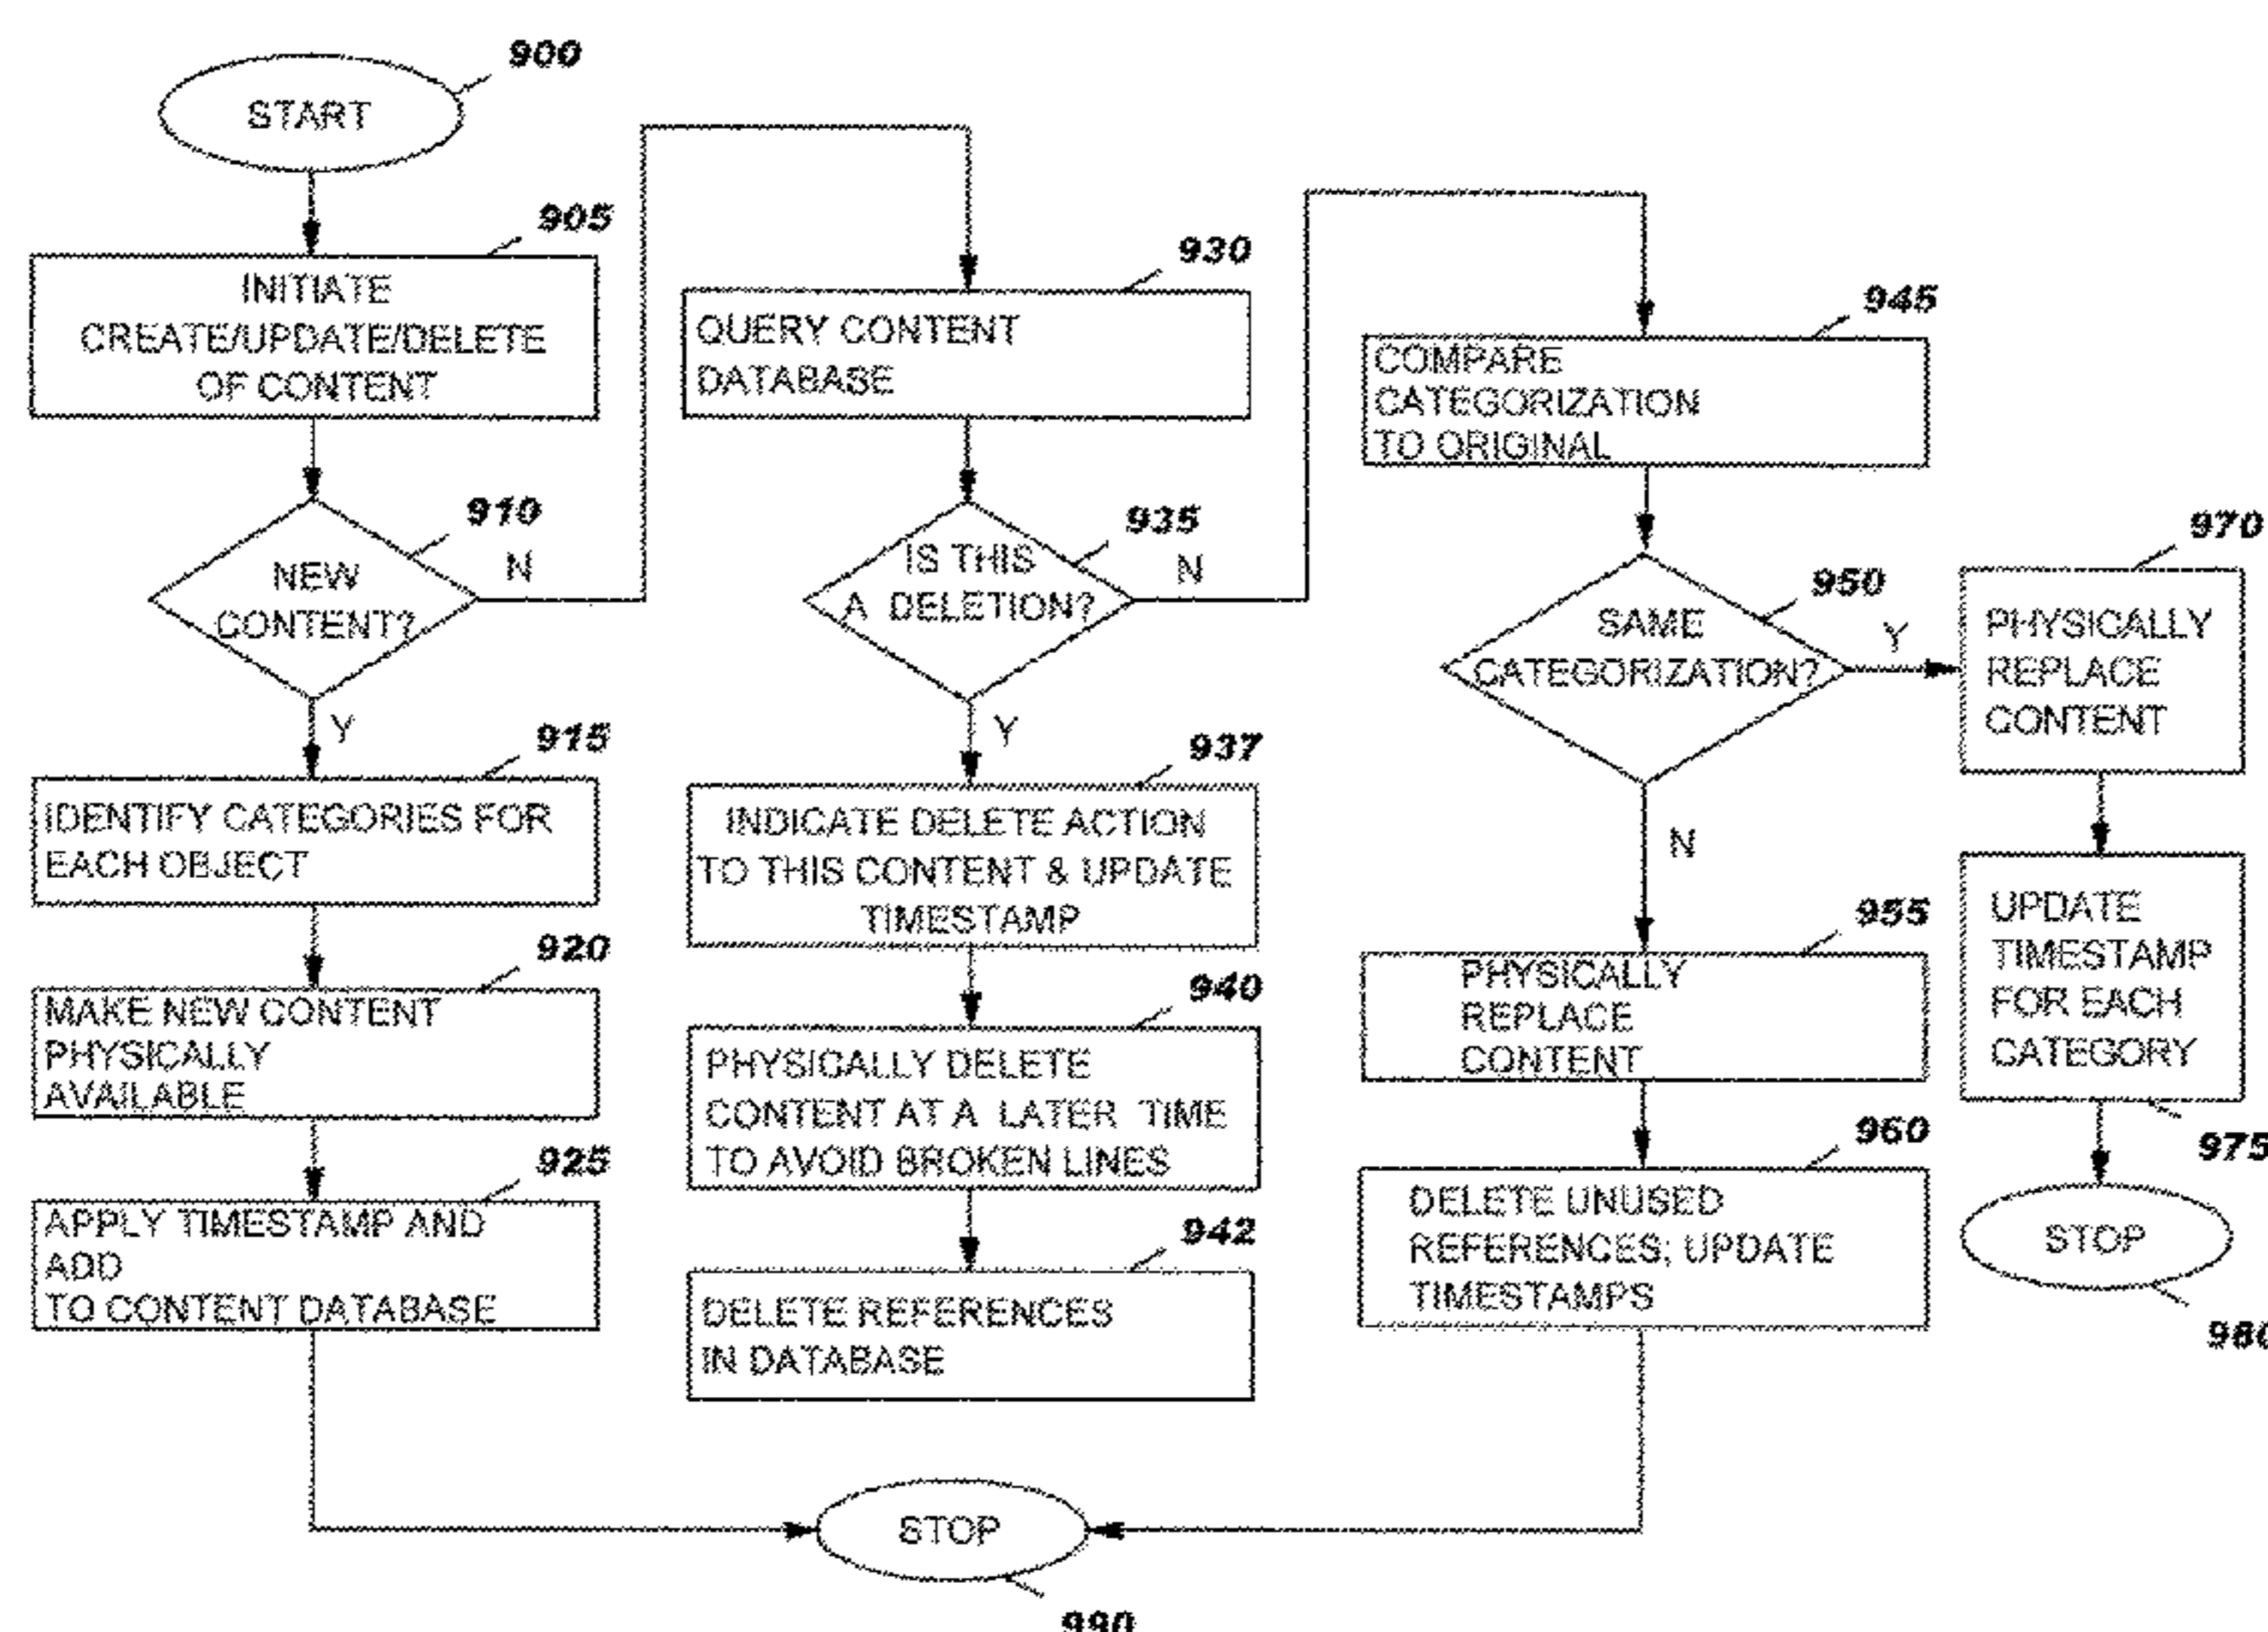 900
START
905
INITIATE
CREATE/UPDATE/DELETE
OF CONTENT
910
NEW
CONTENT?
N
Y
915
IDENTIFY CATEGORIES FOR
EACH OBJECT
920
MAKE NEW CONTENT
PHYSICALLY
AVAILABLE
925
APPLY TIMESTAMP AND
ADD
TO CONTENT DATABASE
930
QUERY CONTENT
DATABASE
935
IS THIS
A DELETION?
N
Y
937
INDICATE DELETE ACTION
TO THIS CONTENT & UPDATE
TIMESTAMP
940
PHYSICALLY DELETE
CONTENT AT A LATER TIME
TO AVOID BROKEN LINES
942
DELETE REFERENCES
IN DATABASE
945
COMPARE
CATEGORIZATION
TO ORIGINAL
950
SAME
CATEGORIZATION?
Y
N
955
PHYSICALLY
REPLACE
CONTENT
960
DELETE UNUSED
REFERENCES; UPDATE
TIMESTAMPS
970
PHYSICALLY
REPLACE
CONTENT
UPDATE
TIMESTAMP
FOR EACH
CATEGORY
975
STOP
STOP